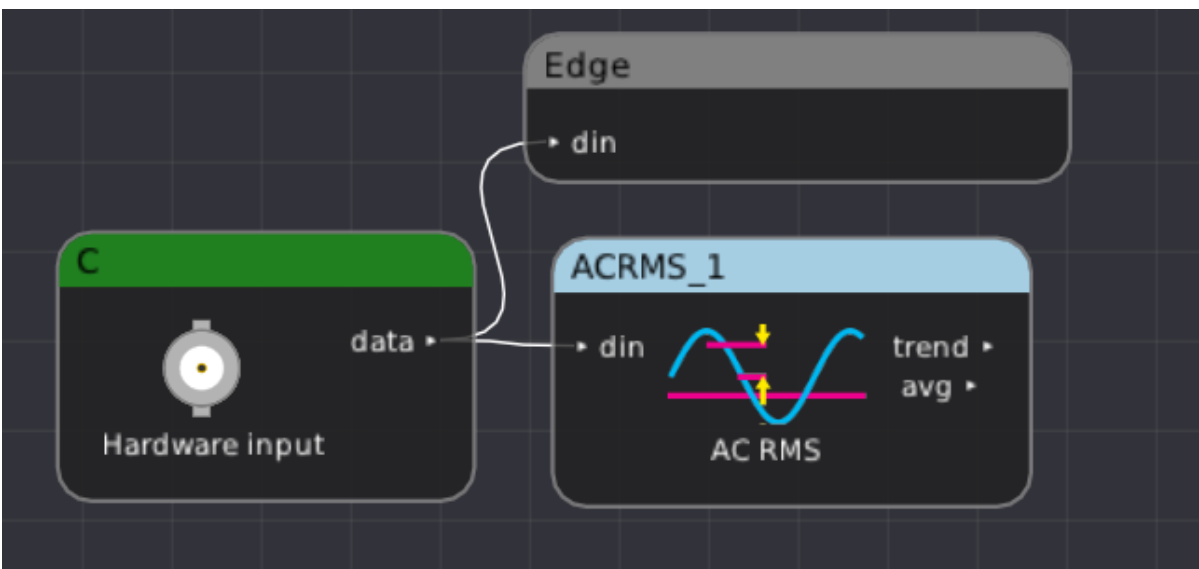 Edge
din
C
data
Hardware input
ACRMS_1
din
trend
avg
AC RMS